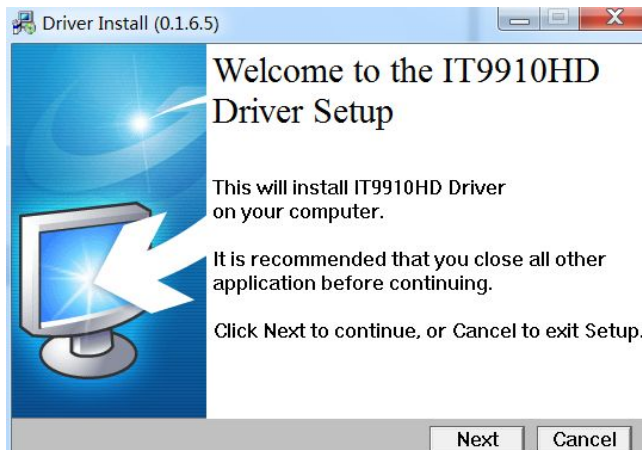 Driver Install (0.1.6.5)
Welcome to the IT9910HD
Driver Setup
This will install IT9910HD Driver
on your computer.
It is recommended that you close all other
application before continuing.
Click Next to continue, or Cancel to exit Setup.
Next
Cancel